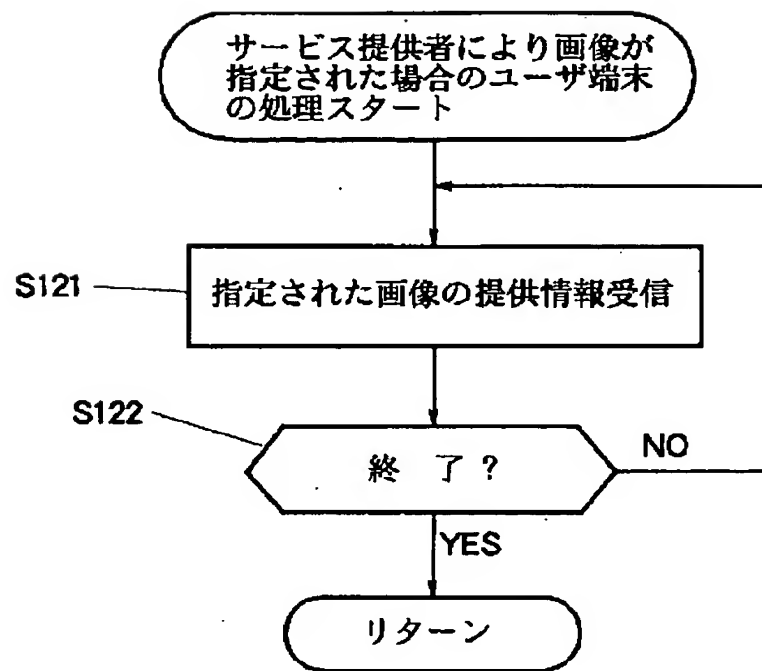 サービス提供者により画像が
指定された場合のユーザ端末
の処理スタート
S121
指定された画像の提供情報受信
S122
終 了?
NO
YES
リターン